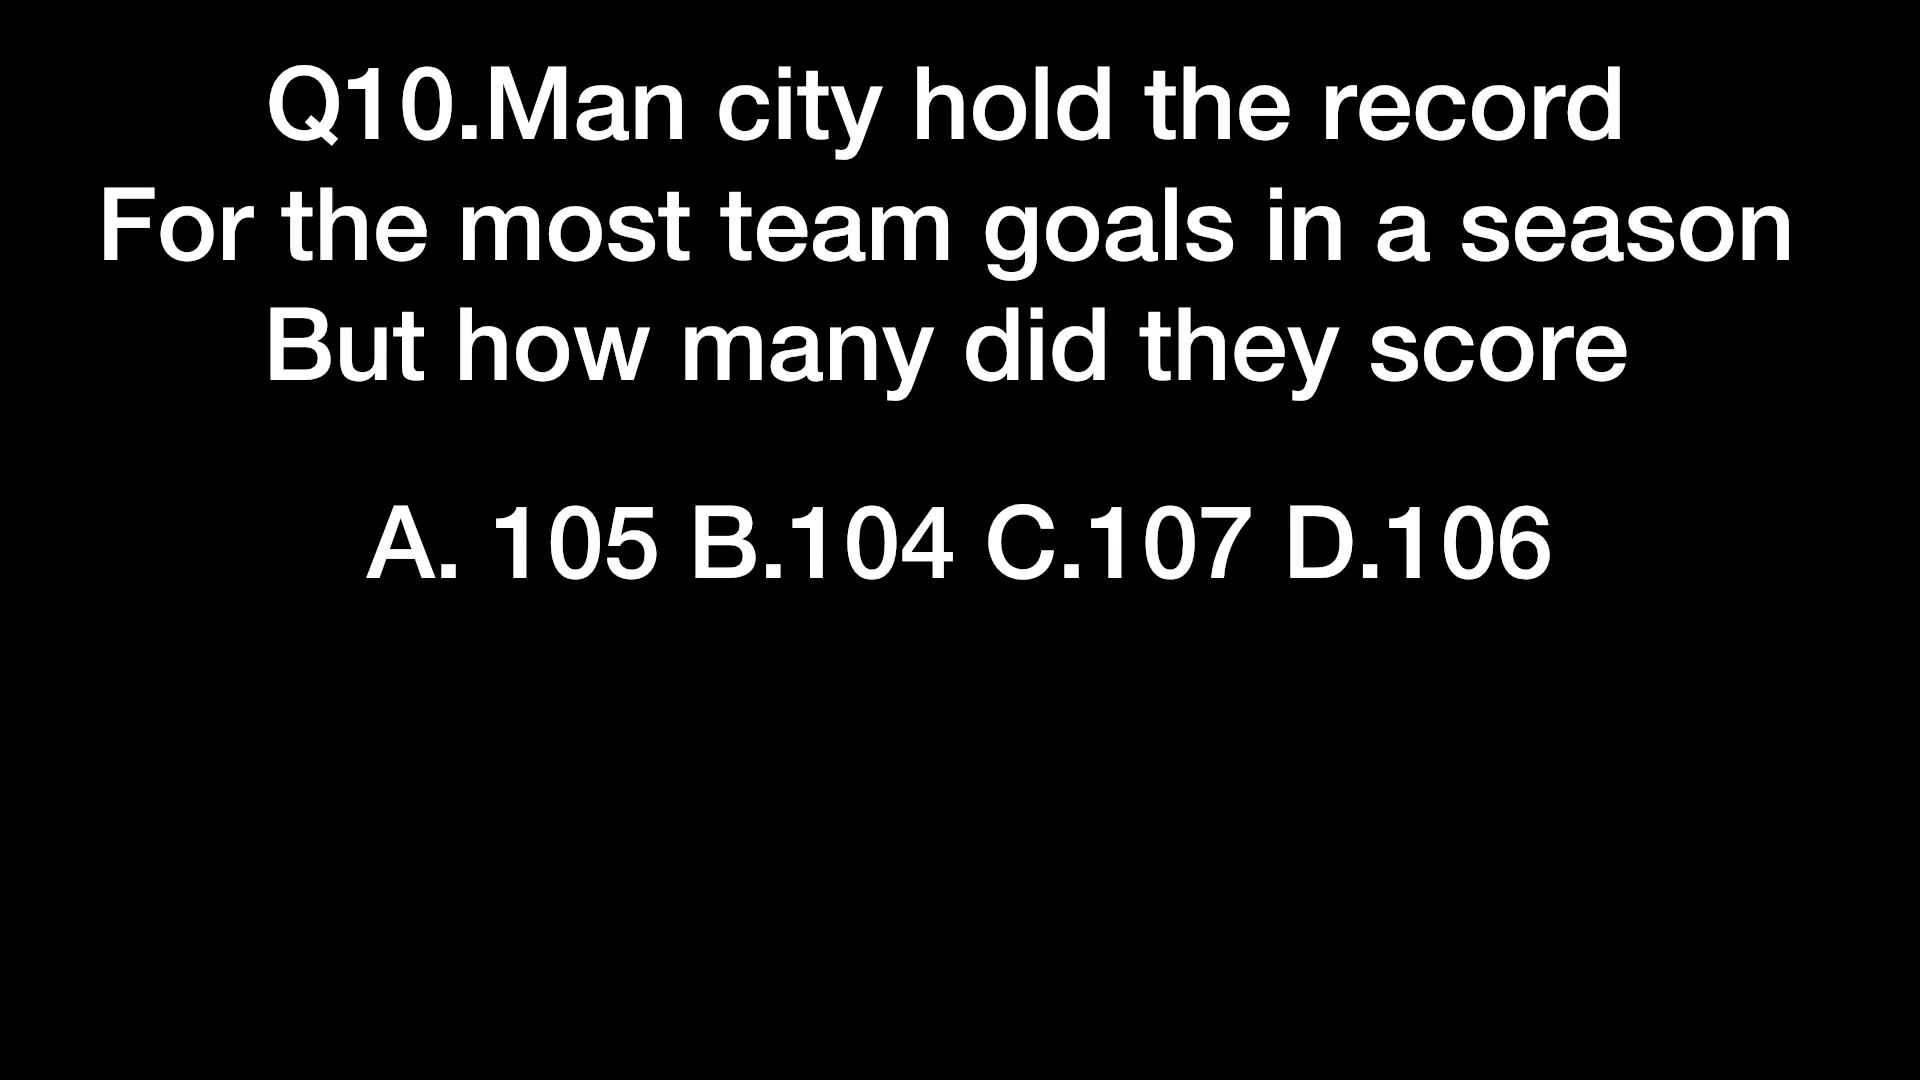 Q10.Man city hold the record
For the most team goals in a season
But how many did they score
A. 105 B.104 C.107 D.106